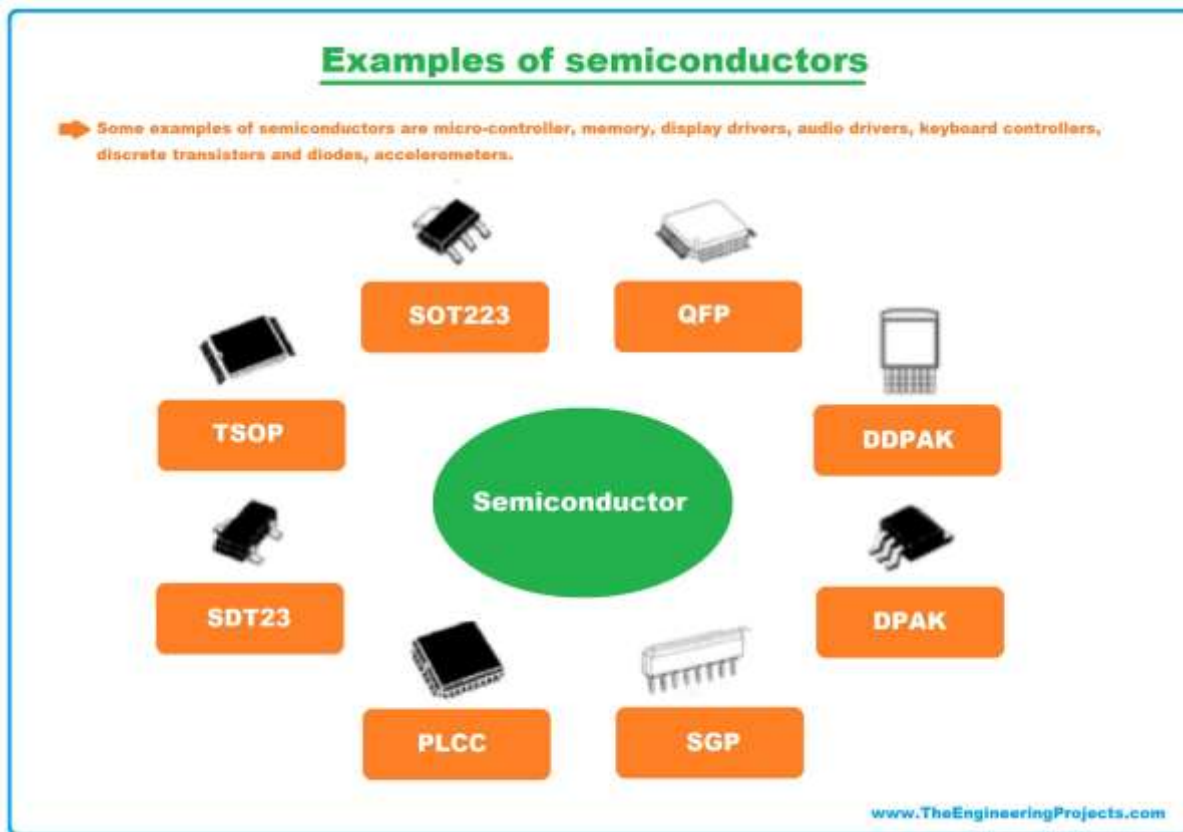 Examples of semiconductors
Some examples of semiconductors are micro-controller, memory, display drivers, audio drivers, keyboard controllers,
discrete transistors and diodes, accelerometers.
SOT223
QFP
TSOP
DDPAK
Semiconductor
SDT23
DPAK
PLCC
SGP
www.TheEngineeringProjects.com